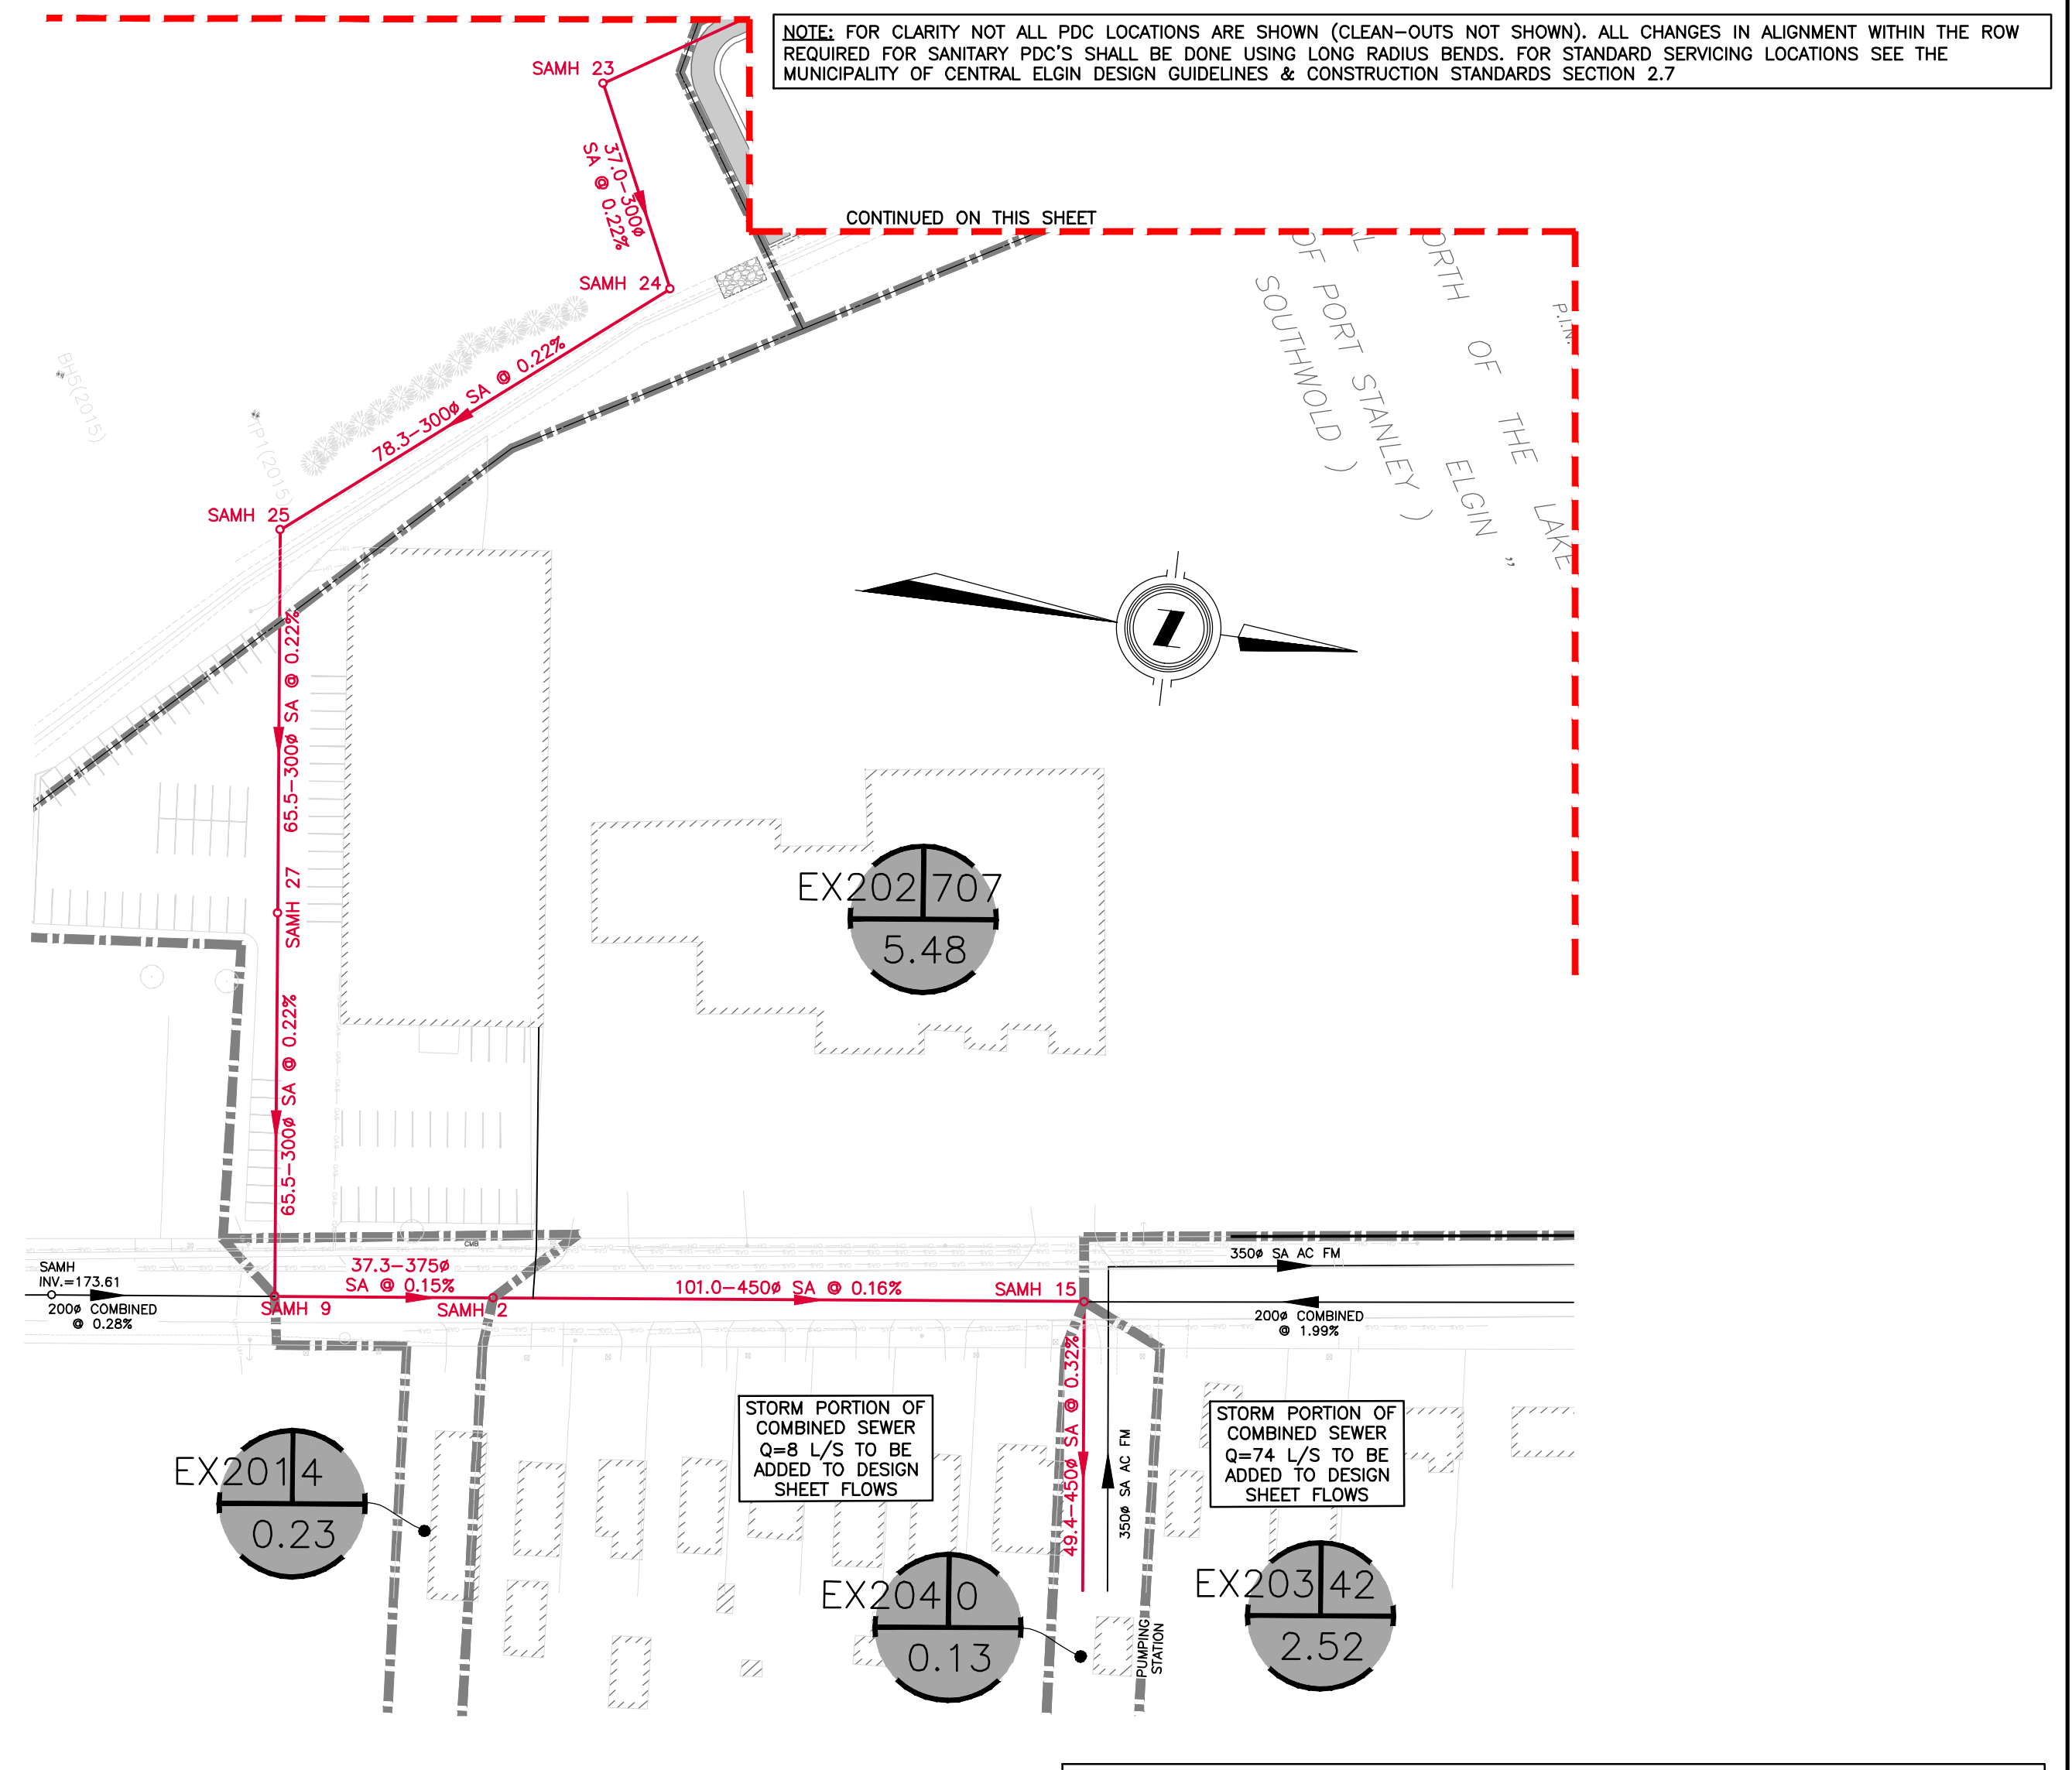 NOTE: FOR CLARITY NOT ALL PDC LOCATIONS ARE SHOWN (CLEAN-OUTS NOT SHOWN). ALL CHANGES IN ALIGNMENT WITHIN THE ROW
REQUIRED FOR SANITARY PDC'S SHALL BE DONE USING LONG RADIUS BENDS. FOR STANDARD SERVICING LOCATIONS SEE THE
MUNICIPALITY OF CENTRAL ELGIN DESIGN GUIDELINES & CONSTRUCTION STANDARDS SECTION 2.7
SAMH 23
37.0-300ø
SA @ 0.22%
CONTINUED ON THIS SHEET
SAMH 24
ORTH OF THE LAKE
OF PORT STANLEY )
ELGIN "
SOUTHWOLD )
P.I.N.
78.3-300ø SA @ 0.22%
BH5(2015)
TP1(2015)
SAMH 25
65.5-300ø SA @ 0.22%
SAMH 27
EX202 707
5.48
65.5-300ø SA @ 0.22%
CMB
SAMH
INV.=173.61
200ø COMBINED
@ 0.28%
SAMH 9
37.3-375ø
SA @ 0.15%
SAMH 2
101.0-450ø SA @ 0.16%
SAMH 15
350ø SA AC FM
200ø COMBINED
@ 1.99%
49.4-450ø SA @ 0.32%
350ø SA AC FM
STORM PORTION OF
COMBINED SEWER
Q=8 L/S TO BE
ADDED TO DESIGN
SHEET FLOWS
STORM PORTION OF
COMBINED SEWER
Q=74 L/S TO BE
ADDED TO DESIGN
SHEET FLOWS
EX201 4
0.23
EX204 0
0.13
EX203 42
2.52
PUMPING
STATION